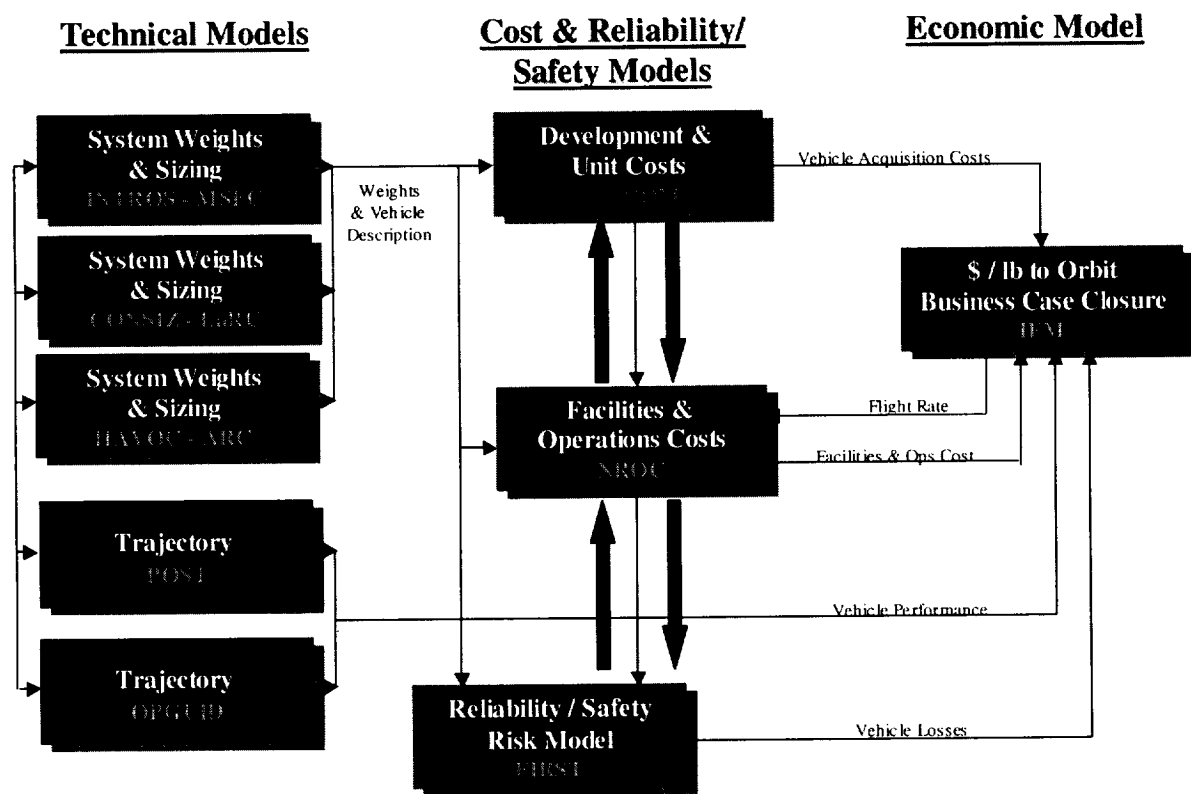 Technical Models
Cost & Reliability/
Safety Models
Economic Model
System Weights
& Sizing
INTROS - MSFC
Weights
& Vehicle
Description
System Weights
& Sizing
CONSIZ - LaRC
System Weights
& Sizing
HAVOC - ARC
Trajectory
POST
Trajectory
OPGUID
Development &
Unit Costs
Facilities &
Operations Costs
NROC
Reliability / Safety
Risk Model
FIRST
Vehicle Acquisition Costs
$ / lb to Orbit
Business Case Closure
Flight Rate
Facilities & Ops Cost
Vehicle Performance
Vehicle Losses